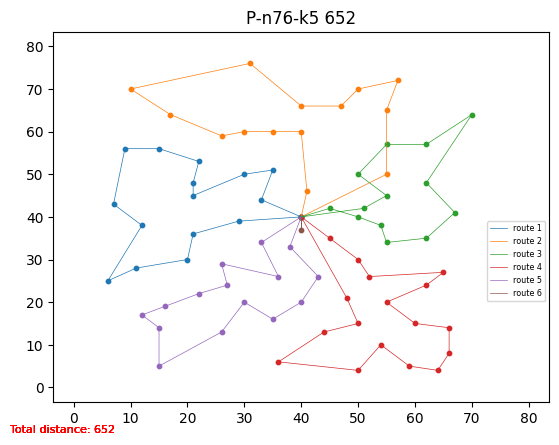 P-n76-k5 652
80
70
60
50
40
30
20
10
0
0 10 20 30 40 50 60 70 80
route 1
route 2
route 3
route 4
route 5
route 6
Total distance: 652